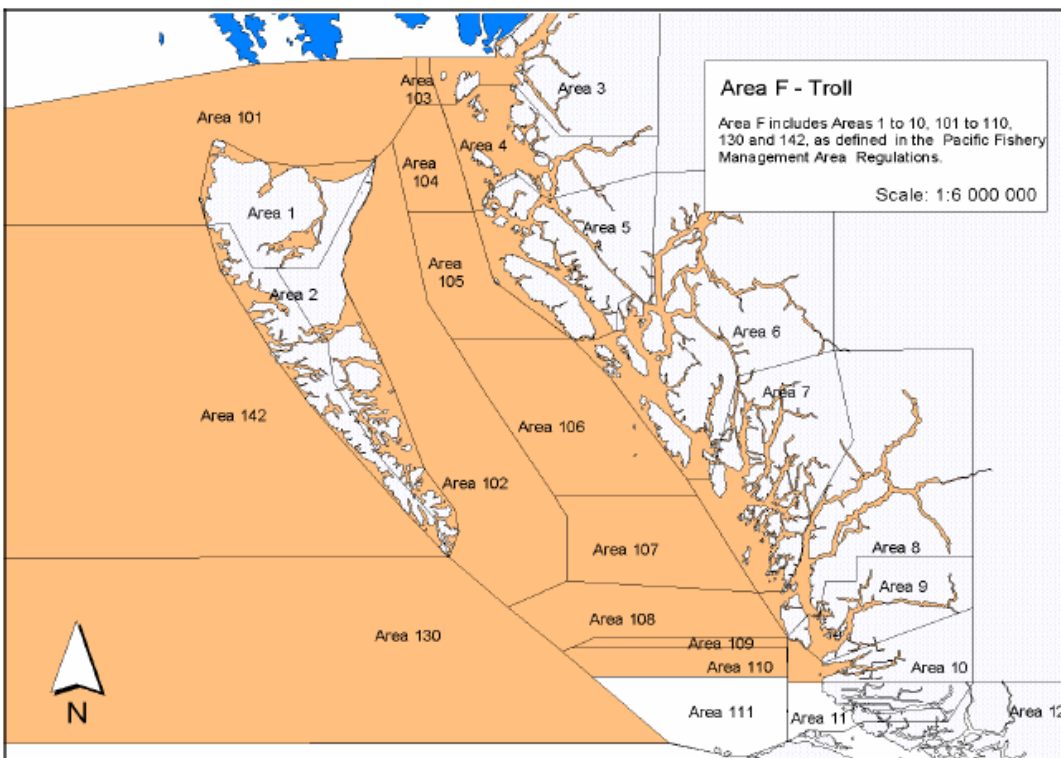 Area F - Troll
Area F includes Areas 1 to 10, 101 to 110,
130 and 142, as defined in the Pacific Fishery
Management Area Regulations.
Scale: 1:6 000 000
Area
103
Area 3
Area 101
Area 4
Area
104
Area 1
Area 5
Area
105
Area 2
Area 6
Area 7
Area 142
Area 106
Area 102
Area 107
Area 8
Area 9
Area 108
Area 130
Area 109
Area 110
Area 10
Area 111
Area 11
Area 12
N